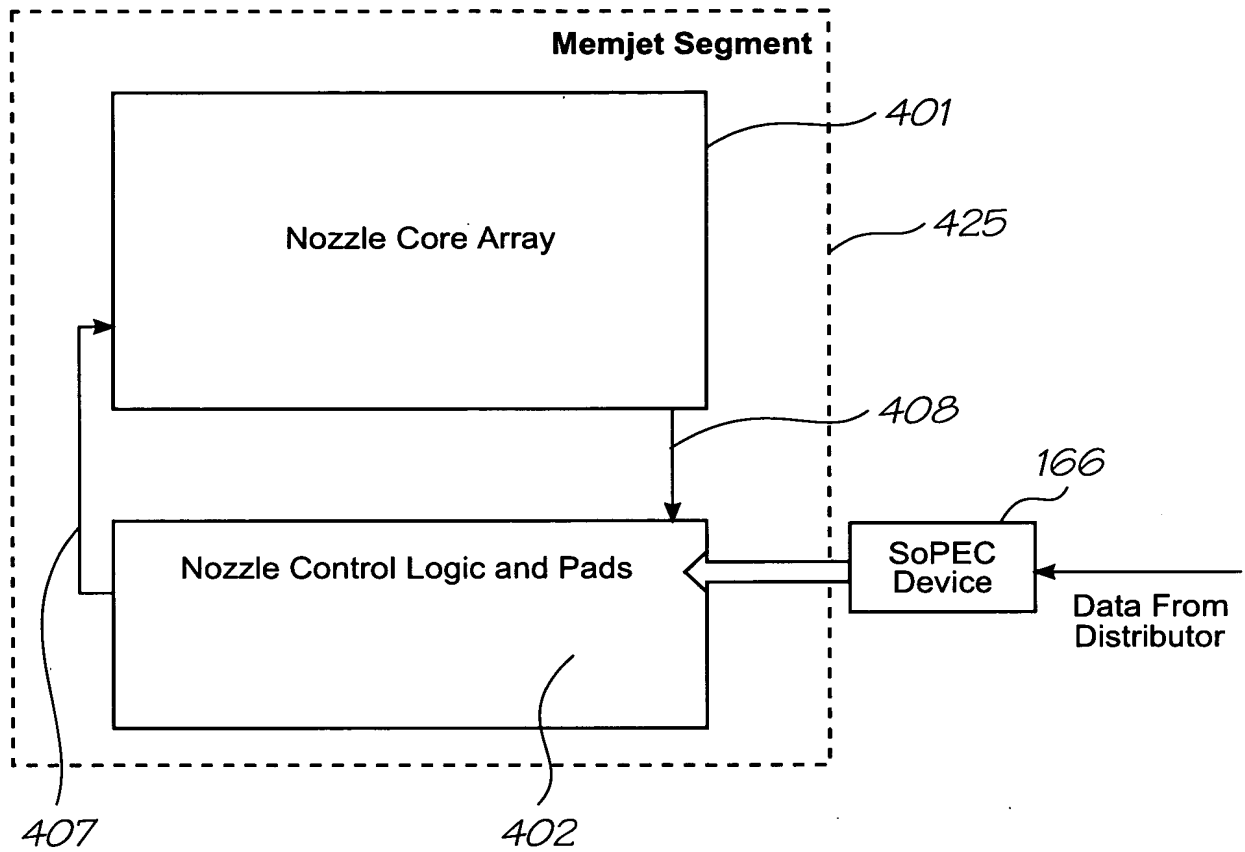 Memjet Segment
401
Nozzle Core Array
425
408
166
Nozzle Control Logic and Pads
SoPEC
Device
Data From
Distributor
407
402